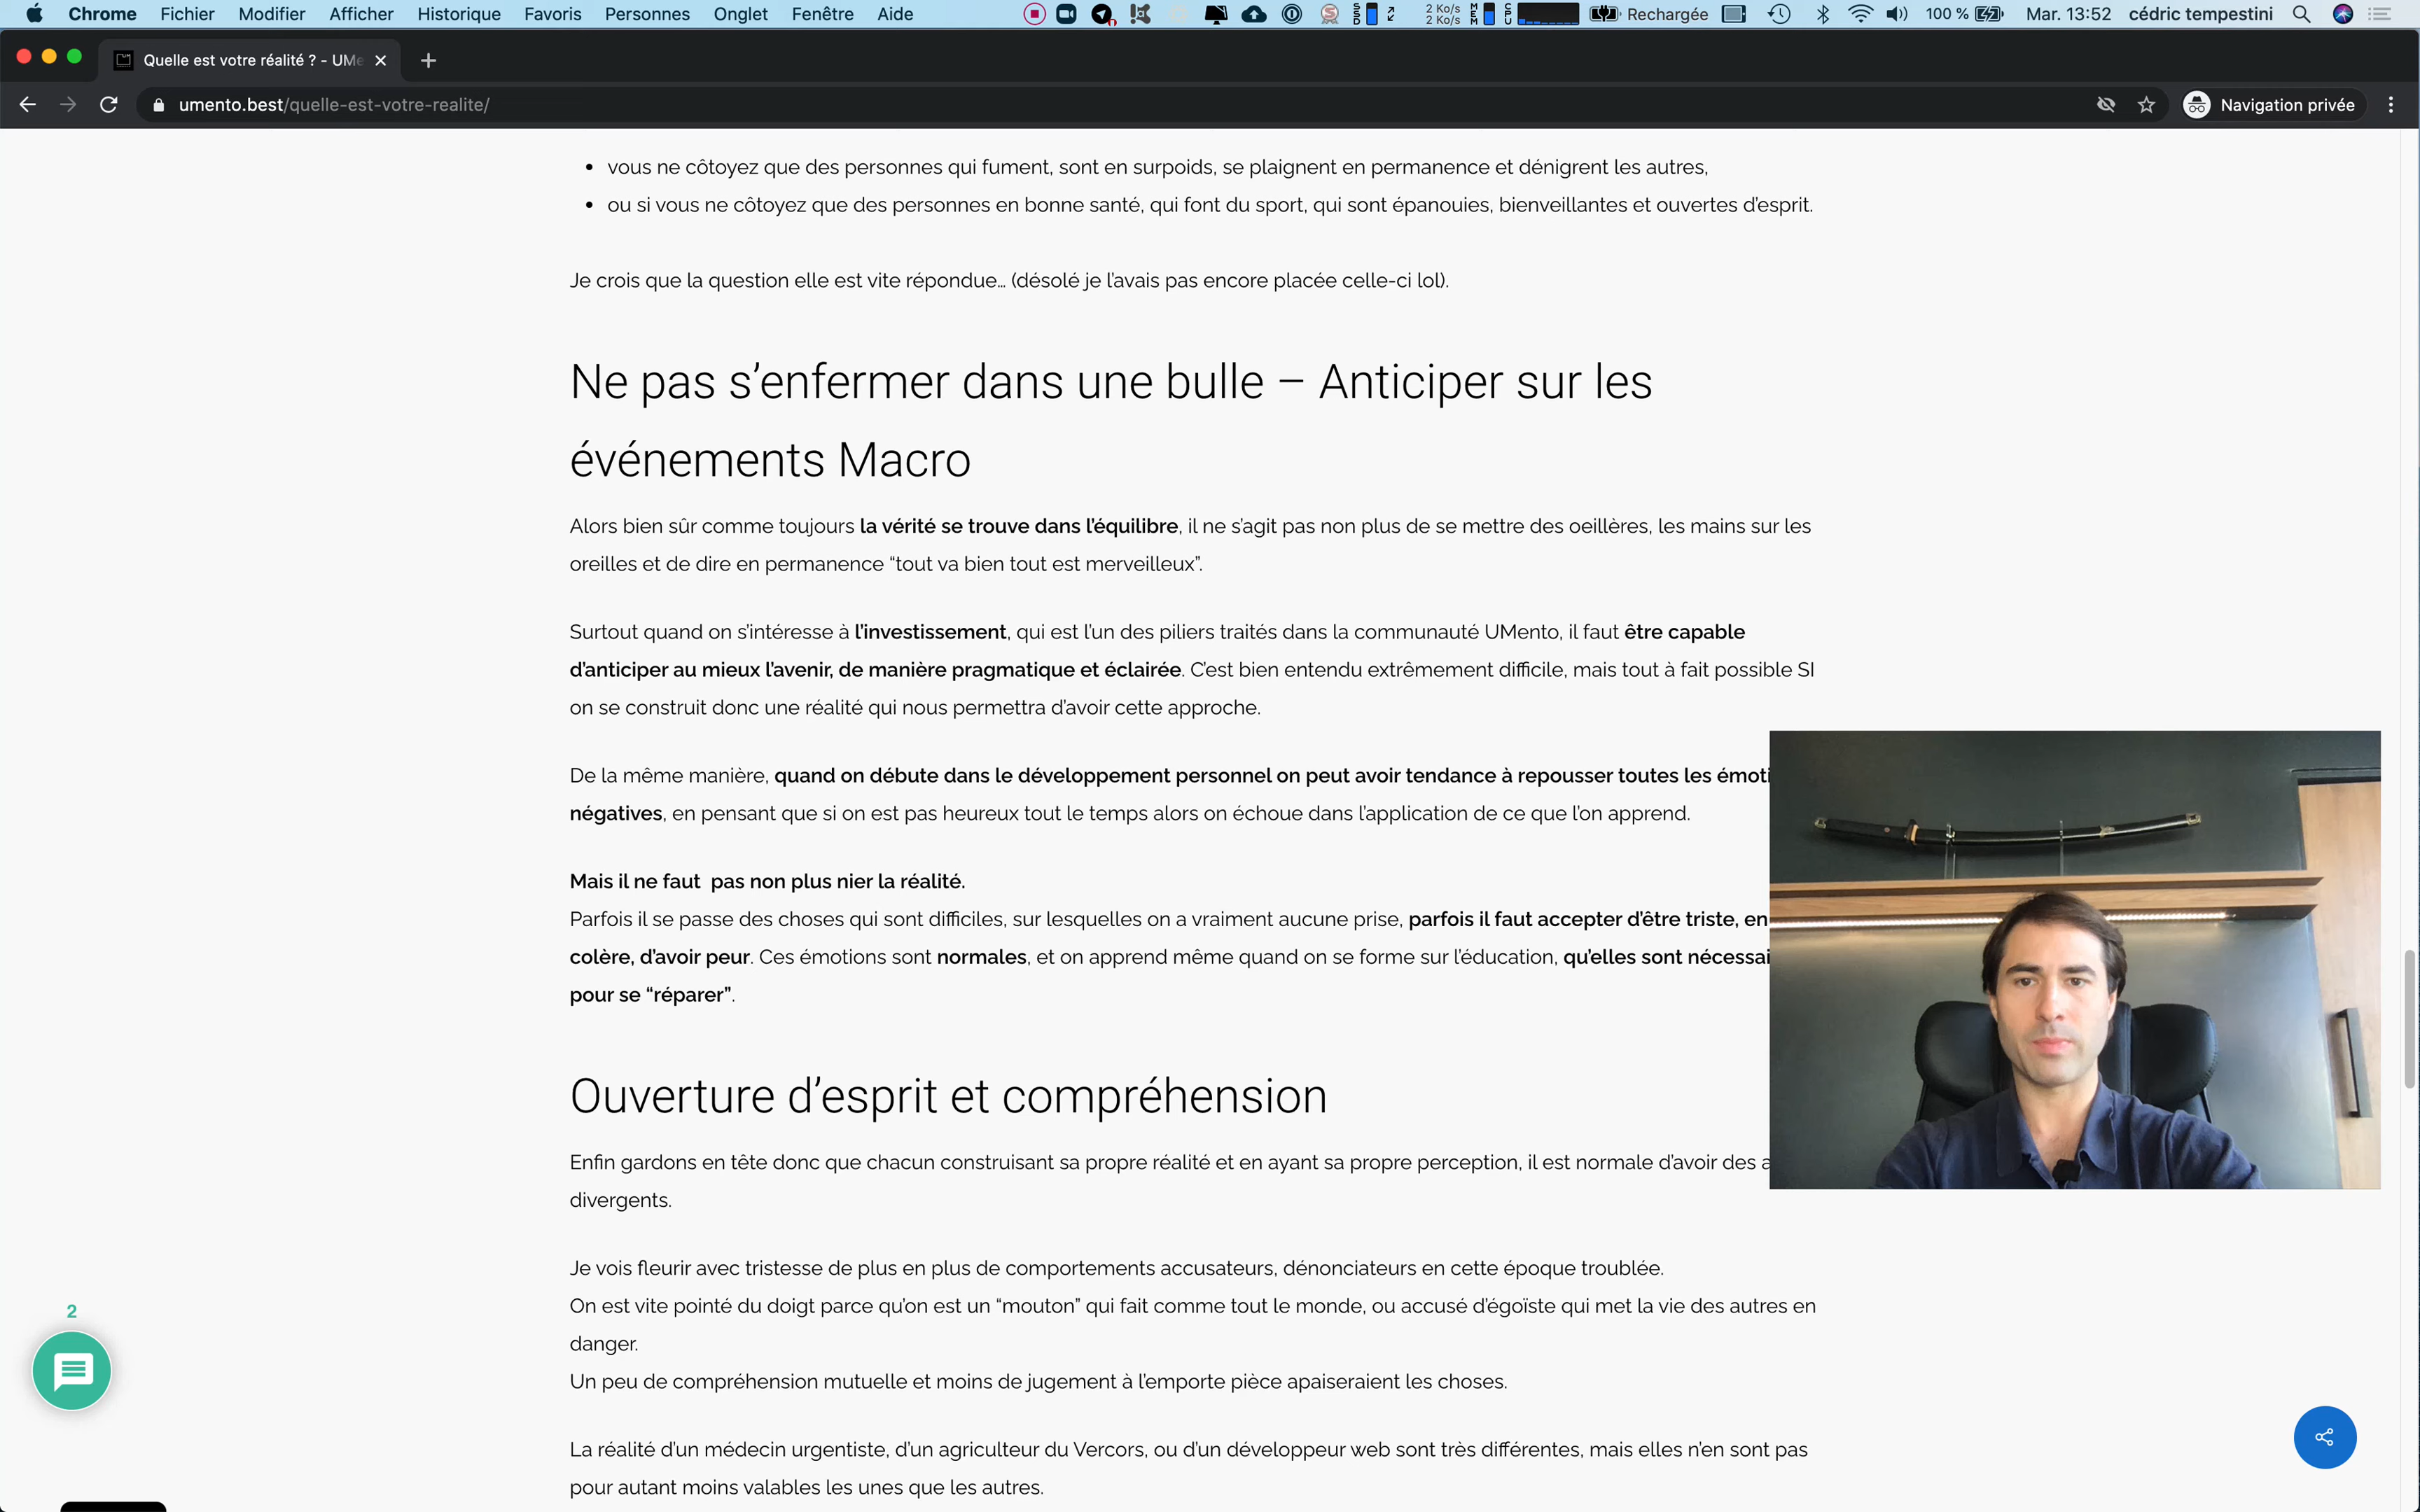 Chrome Fichier Modifier Afficher Historique Favoris Personnes Onglet Fenêtre Aide 2 Ko/s 2 Ko/s Rechargée 100 % Mar. 13:52 cédric tempestini
Quelle est votre réalité ? - UMe
umento.best/quelle-est-votre-realite/ Navigation privée
• vous ne côtoyez que des personnes qui fument, sont en surpoids, se plaignent en permanence et dénigrent les autres,
• ou si vous ne côtoyez que des personnes en bonne santé, qui font du sport, qui sont épanouies, bienveillantes et ouvertes d’esprit.
Je crois que la question elle est vite répondue… (désolé je l’avais pas encore placée celle-ci lol).
Ne pas s’enfermer dans une bulle – Anticiper sur les
événements Macro
Alors bien sûr comme toujours la vérité se trouve dans l’équilibre, il ne s’agit pas non plus de se mettre des oeillères, les mains sur les
oreilles et de dire en permanence “tout va bien tout est merveilleux”.
Surtout quand on s’intéresse à l’investissement, qui est l’un des piliers traités dans la communauté UMento, il faut être capable
d’anticiper au mieux l’avenir, de manière pragmatique et éclairée. C’est bien entendu extrêmement difficile, mais tout à fait possible SI
on se construit donc une réalité qui nous permettra d’avoir cette approche.
De la même manière, quand on débute dans le développement personnel on peut avoir tendance à repousser toutes les émoti
négatives, en pensant que si on est pas heureux tout le temps alors on échoue dans l’application de ce que l’on apprend.
Mais il ne faut  pas non plus nier la réalité.
Parfois il se passe des choses qui sont difficiles, sur lesquelles on a vraiment aucune prise, parfois il faut accepter d’être triste, en
colère, d’avoir peur. Ces émotions sont normales, et on apprend même quand on se forme sur l’éducation, qu’elles sont nécessai
pour se “réparer”.
Ouverture d’esprit et compréhension
Enfin gardons en tête donc que chacun construisant sa propre réalité et en ayant sa propre perception, il est normale d’avoir des a
divergents.
Je vois fleurir avec tristesse de plus en plus de comportements accusateurs, dénonciateurs en cette époque troublée.
On est vite pointé du doigt parce qu’on est un “mouton” qui fait comme tout le monde, ou accusé d’égoïste qui met la vie des autres en
danger.
Un peu de compréhension mutuelle et moins de jugement à l’emporte pièce apaiseraient les choses.
2
La réalité d’un médecin urgentiste, d’un agriculteur du Vercors, ou d’un développeur web sont très différentes, mais elles n’en sont pas
pour autant moins valables les unes que les autres.